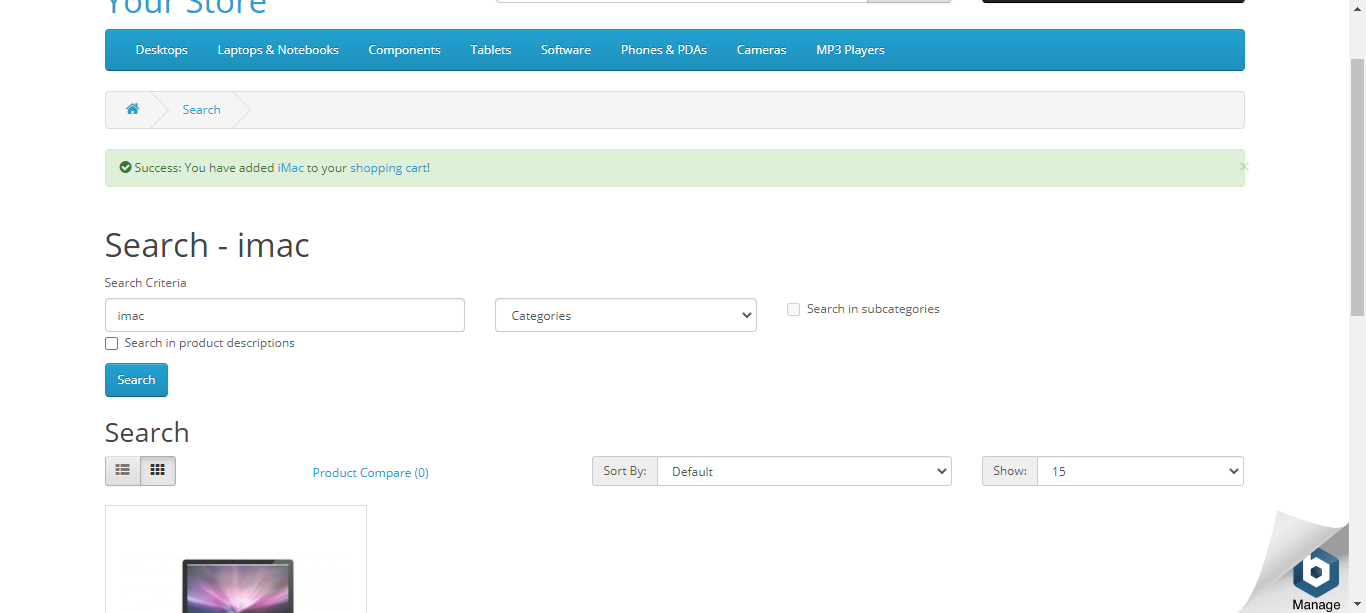 Your Store
Desktops Laptops & Notebooks Components Tablets Software Phones & PDAs Cameras MP3 Players
Search
Success: You have added iMac to your shopping cart!
×
Search - imac
Search Criteria
imac Categories Search in subcategories
Search in product descriptions
Search
Search
Product Compare (0) Sort By: Default Show: 15
Manage